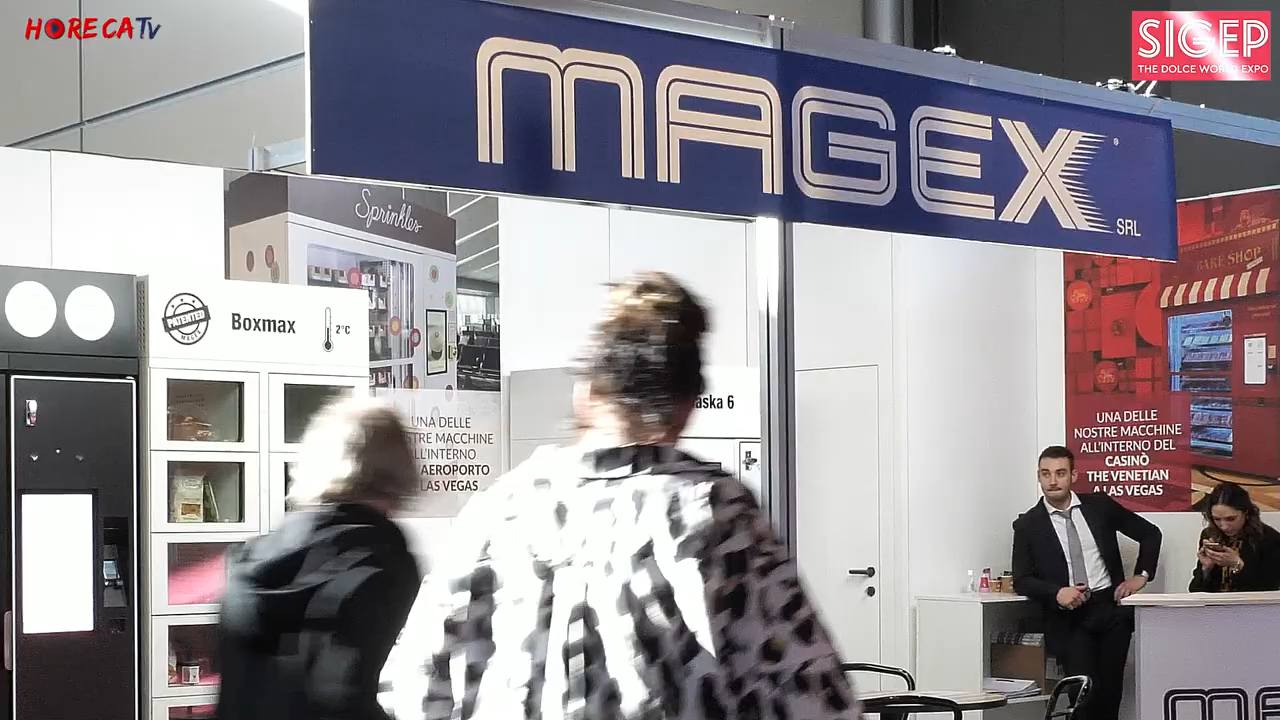 HORECATv
SIGEP
THE DOLCE WORLD EXPO
MAGEX
®
SRL
Sprinkles
BAKE SHOP
PATENTED
Boxmax
2°C
aska 6
UNA DELLE
STRE MACCHINE
ALL'INTERNO
AEROPORTO
LAS VEGAS
UNA DELLE
NOSTRE MACCHINE
ALL'INTERNO DEL
CASINÒ
THE VENETIAN
A LAS VEGAS